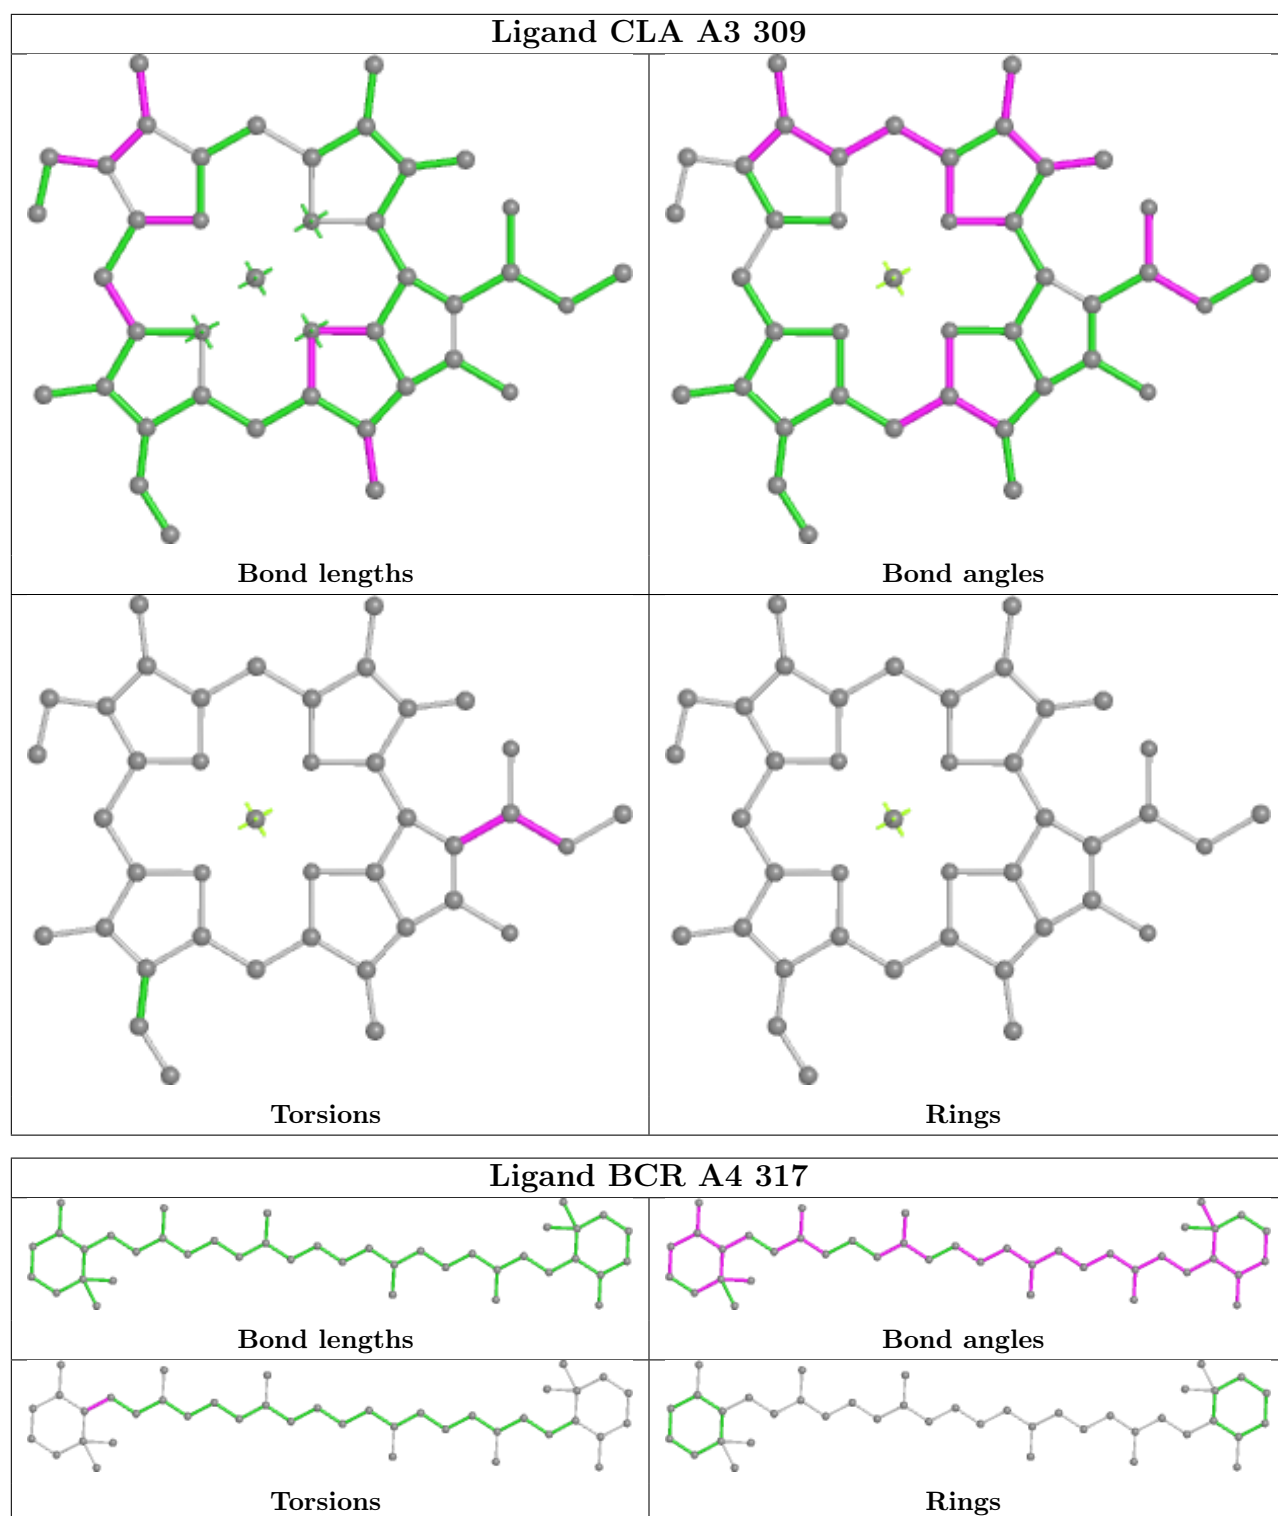 Ligand CLA A3 309
Bond lengths
Bond angles
Torsions
Rings
Ligand BCR A4 317
Bond lengths
Bond angles
Torsions
Rings